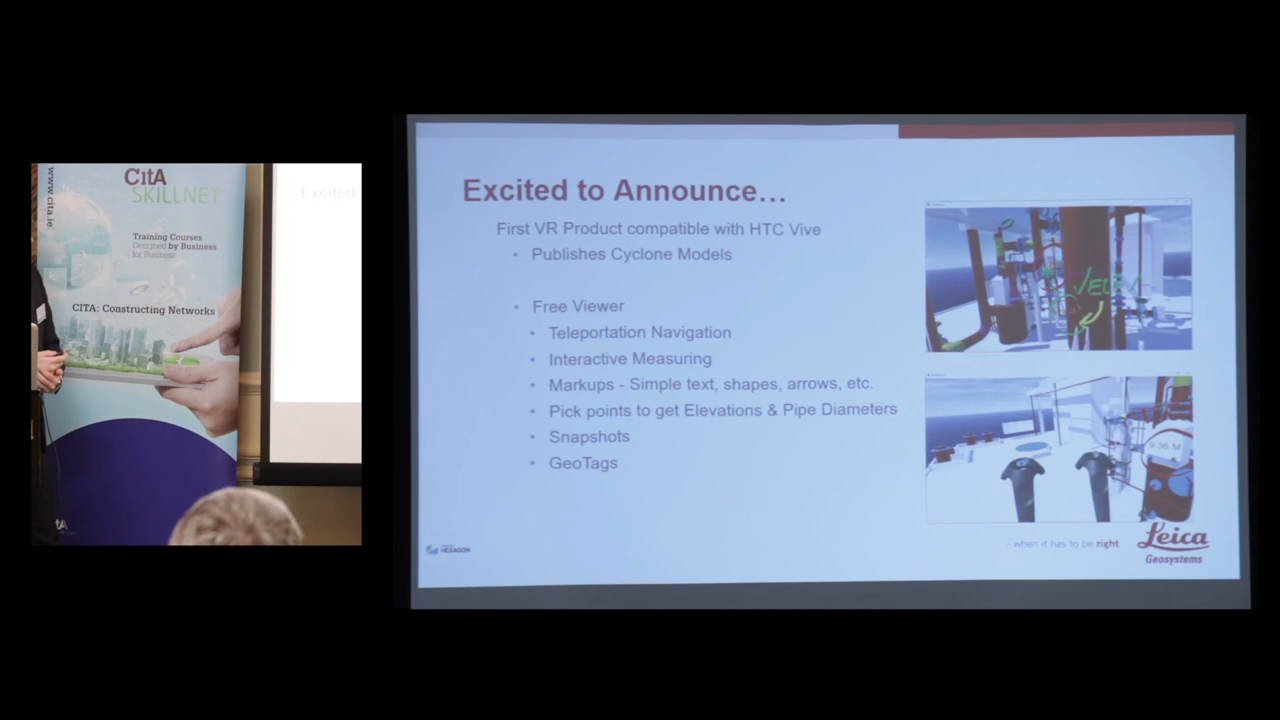 www.cita.ie
CitA
SKILLNET
Training Courses
Designed by Business
for Business
CITA: Constructing Networks
Excited
Excited to Announce…
First VR Product compatible with HTC Vive
• Publishes Cyclone Models
• Free Viewer
• Teleportation Navigation
• Interactive Measuring
• Markups - Simple text, shapes, arrows, etc.
• Pick points to get Elevations & Pipe Diameters
• Snapshots
• GeoTags
9.36 M
HEXAGON
- when it has to be right
Leica
Geosystems